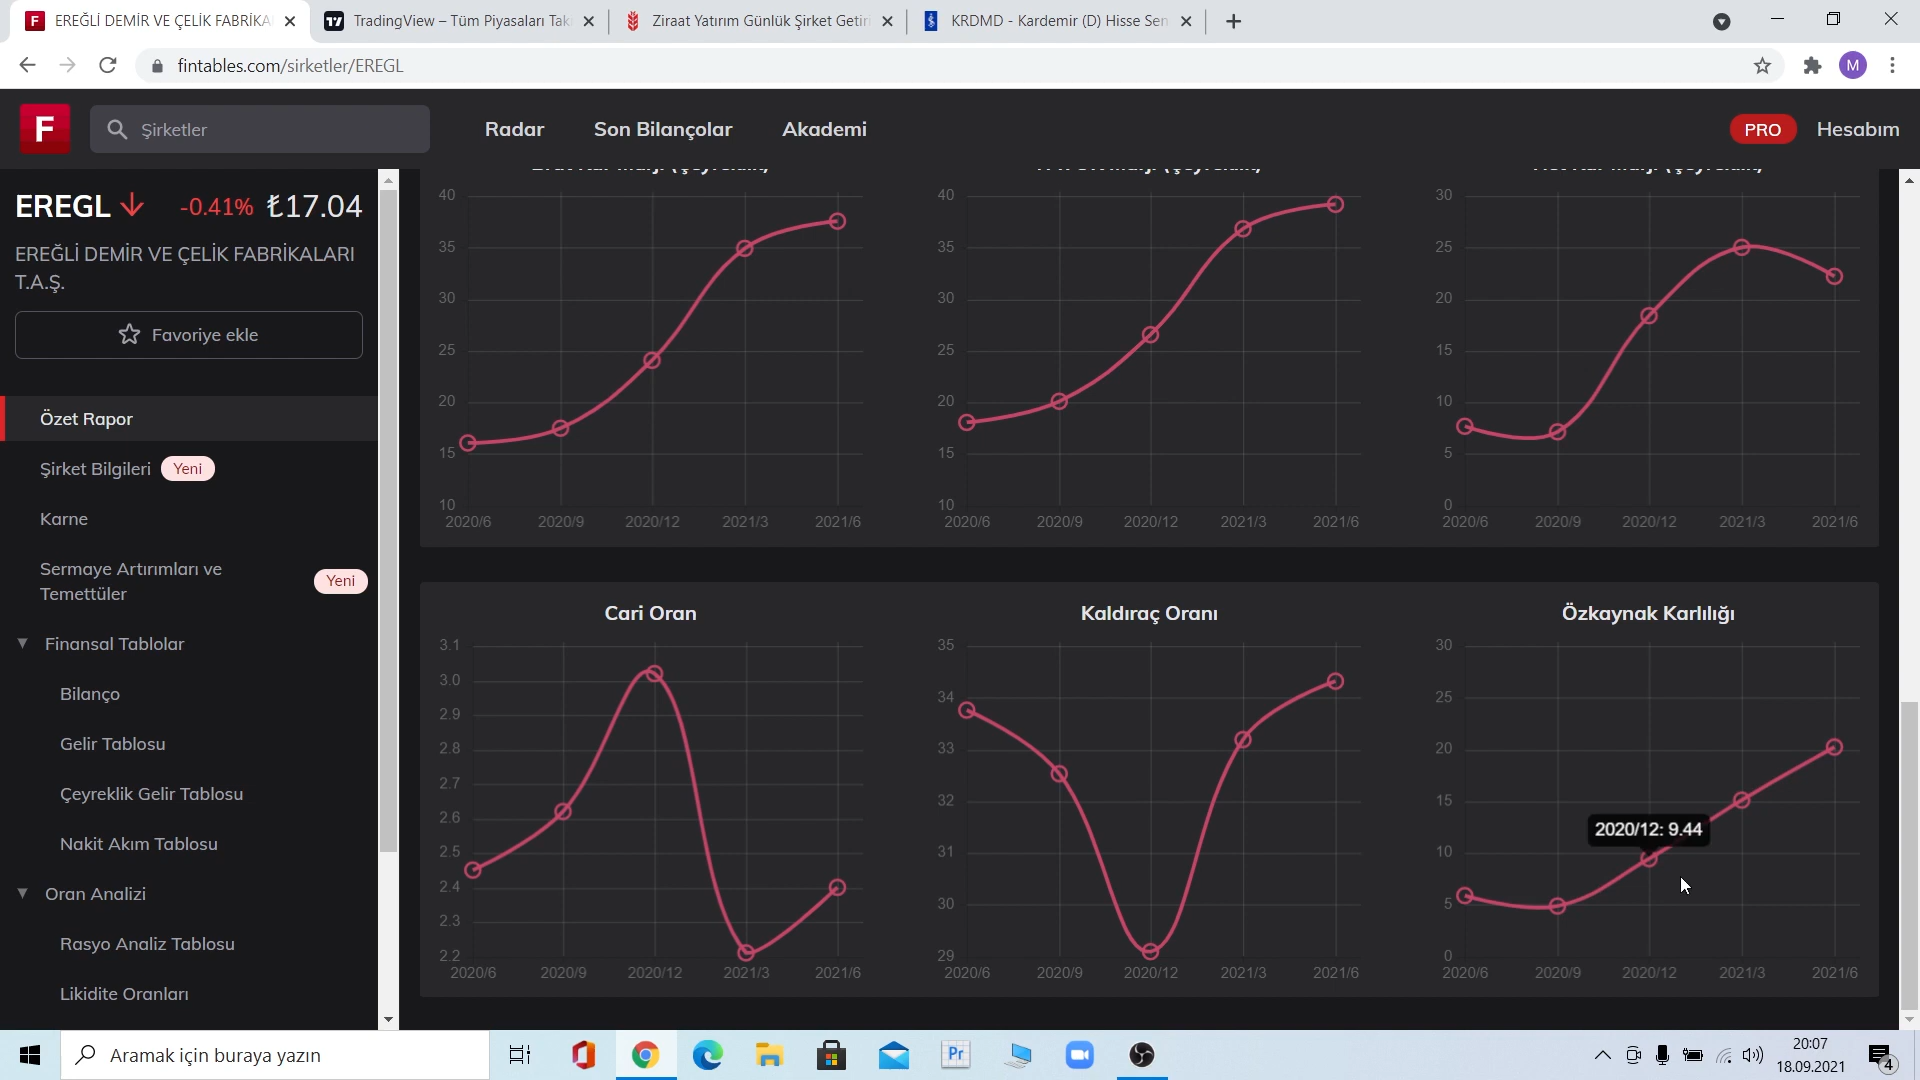 EREĞLİ DEMİR VE ÇELİK FABRİKA
TradingView – Tüm Piyasaları Tak
Ziraat Yatırım Günlük Şirket Getiri
KRDMD - Kardemir (D) Hisse Sen
fintables.com/sirketler/EREGL
M
F
Şirketler
Radar
Son Bilançolar
Akademi
PRO
Hesabım
EREGL
-0.41%
₺17.04
EREĞLİ DEMİR VE ÇELİK FABRİKALARI
T.A.Ş.
Favoriye ekle
Özet Rapor
Şirket Bilgileri
Yeni
Karne
Sermaye Artırımları ve
Temettüler
Yeni
Finansal Tablolar
Bilanço
Gelir Tablosu
Çeyreklik Gelir Tablosu
Nakit Akım Tablosu
Oran Analizi
Rasyo Analiz Tablosu
Likidite Oranları
40
35
30
25
20
15
10
2020/6 2020/9 2020/12 2021/3 2021/6
40
35
30
25
20
15
10
2020/6 2020/9 2020/12 2021/3 2021/6
30
25
20
15
10
5
0
2020/6 2020/9 2020/12 2021/3 2021/6
Cari Oran
3.1
3.0
2.9
2.8
2.7
2.6
2.5
2.4
2.3
2.2
2020/6 2020/9 2020/12 2021/3 2021/6
Kaldıraç Oranı
35
34
33
32
31
30
29
2020/6 2020/9 2020/12 2021/3 2021/6
Özkaynak Karlılığı
30
25
20
15
10
5
0
2020/12: 9.44
2020/6 2020/9 2020/12 2021/3 2021/6
Aramak için buraya yazın
Pr
20:07
18.09.2021
4